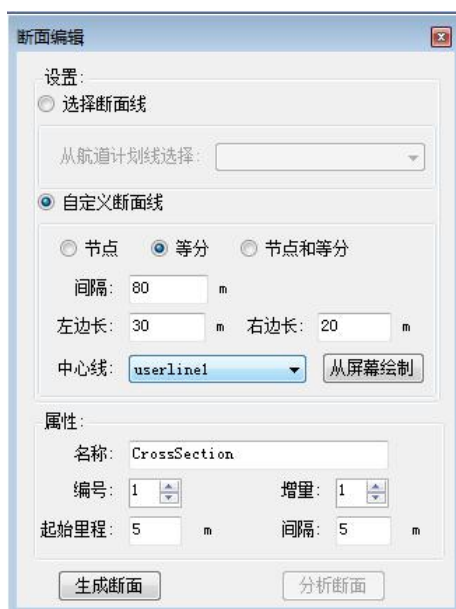 断面编辑
设置:
选择断面线
从航道计划线选择:
自定义断面线
节点 等分 节点和等分
间隔: 80 m
左边长: 30 m 右边长: 20 m
中心线: userline1 从屏幕绘制
属性:
名称: CrossSection
编号: 1 增量: 1
起始里程: 5 m 间隔: 5 m
生成断面 分析断面